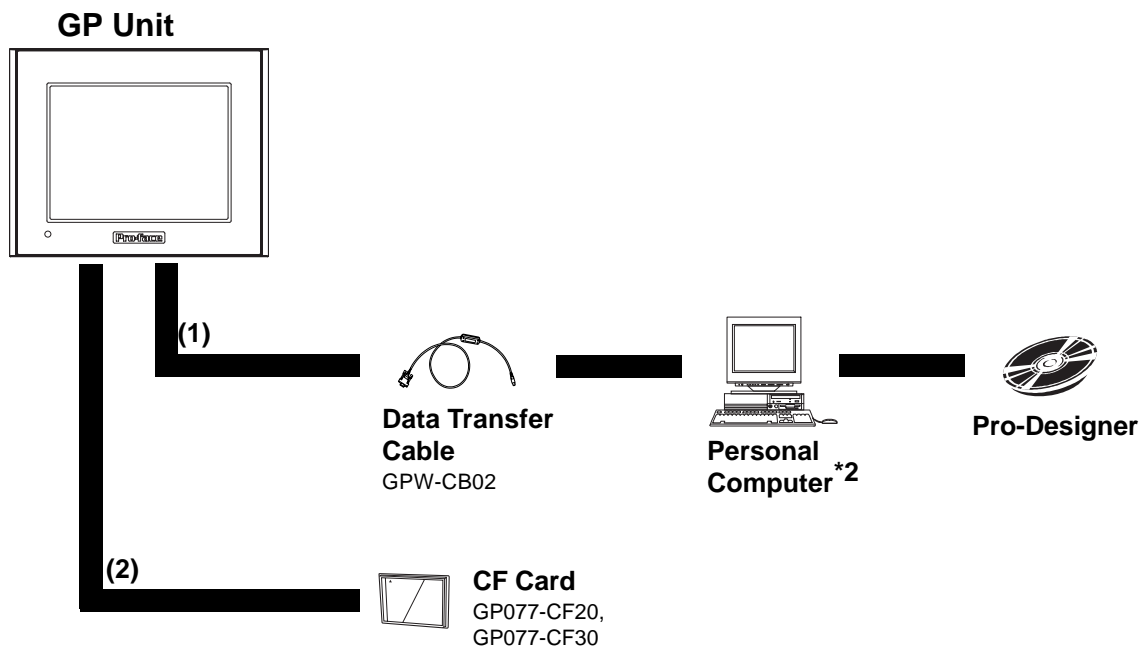 GP Unit
Pro-face
(1)
Data Transfer
Cable
GPW-CB02
Personal
Computer*2
Pro-Designer
(2)
CF Card
GP077-CF20,
GP077-CF30